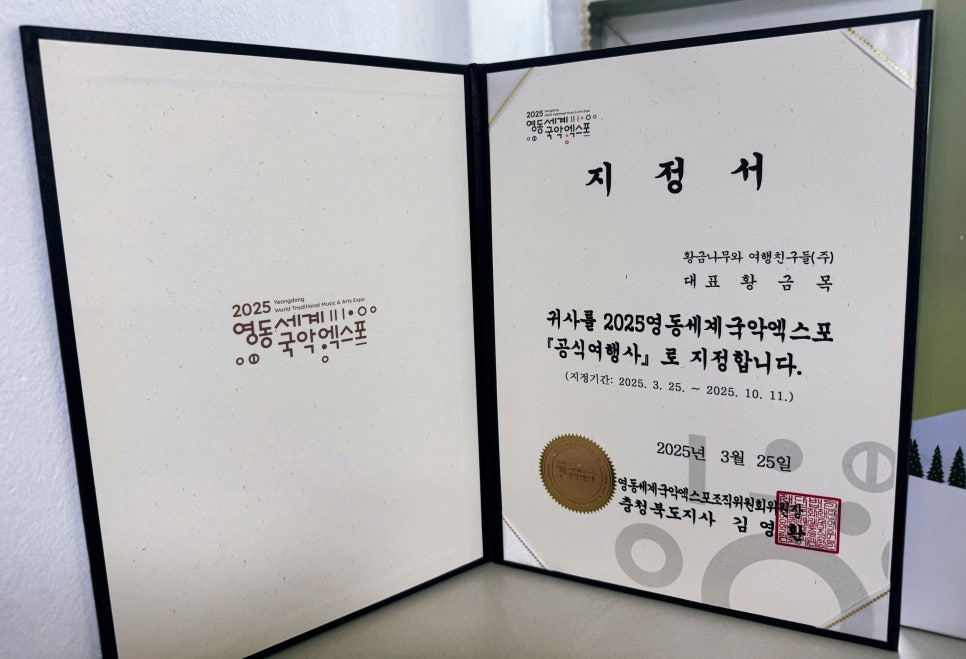 2025 Yeongdong
World Traditional Music & Arts Expo
영동세계
국악엑스포
2025 Yeongdong
World Traditional Music & Arts Expo
영동세계
국악엑스포
지 정 서
황금나무와 여행친구들(주)
대 표 황 금 목
귀사를 2025영동세계국악엑스포
『공식여행사』로 지정합니다.
(지정기간: 2025. 3. 25. ~ 2025. 10. 11.)
2025년 3월 25일
영동세계국악엑스포조직위원회위원장
충청북도지사 김 영 환